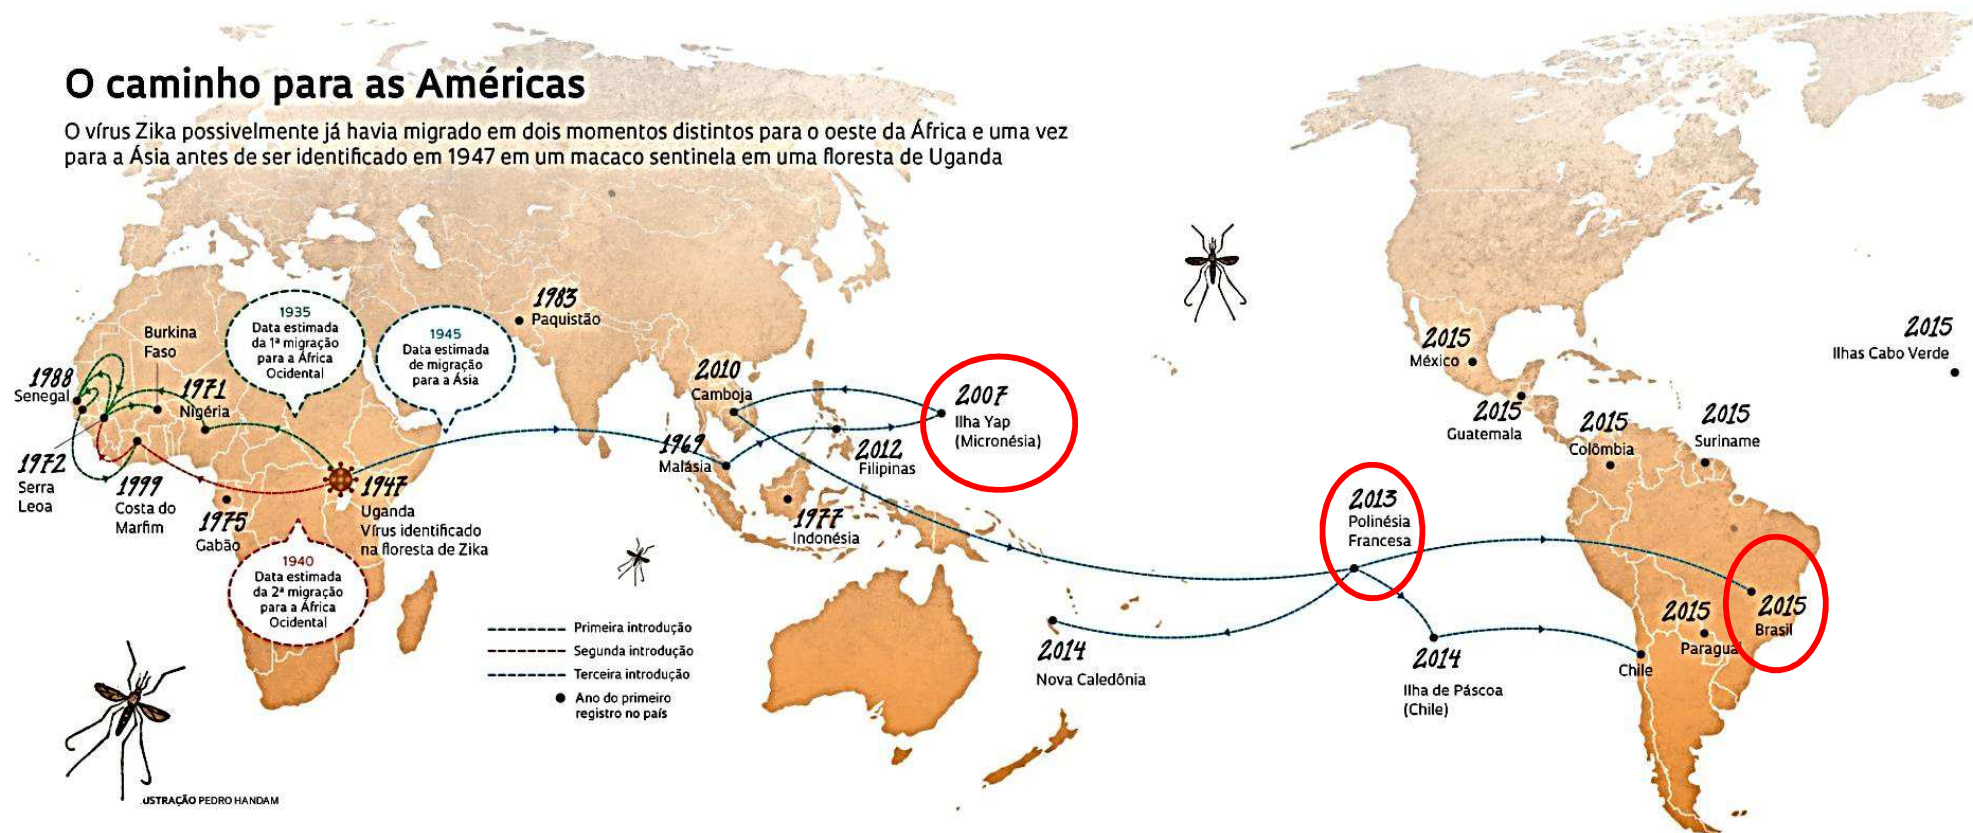 O caminho para as Américas
O vírus Zika possivelmente já havia migrado em dois momentos distintos para o oeste da África e uma vez
para a Ásia antes de ser identificado em 1947 em um macaco sentinela em uma floresta de Uganda
1988
Senegal
Burkina
Faso
1971
Nigéria
1935
Data estimada
da 1ª migração
para a África
Ocidental
1945
Data estimada
de migração
para a Ásia
1983
Paquistão
1972
Serra
Leoa
1999
Costa do
Marfim
1975
Gabão
1947
Uganda
Vírus identificado
na floresta de Zika
1940
Data estimada
da 2ª migração
para a África
Ocidental
2010
Camboja
1969
Malásia
2012
Filipinas
1977
Indonésia
2007
Ilha Yap
(Micronésia)
2013
Polinésia
Francesa
2014
Nova Caledônia
2014
Ilha de Páscoa
(Chile)
Chile
2015
México
2015
Guatemala
2015
Colômbia
2015
Suriname
2015
Ilhas Cabo Verde
2015
Paraguai
2015
Brasil
Primeira introdução
Segunda introdução
Terceira introdução
Ano do primeiro
registro no país
USTRAÇÃO PEDRO HANDAM